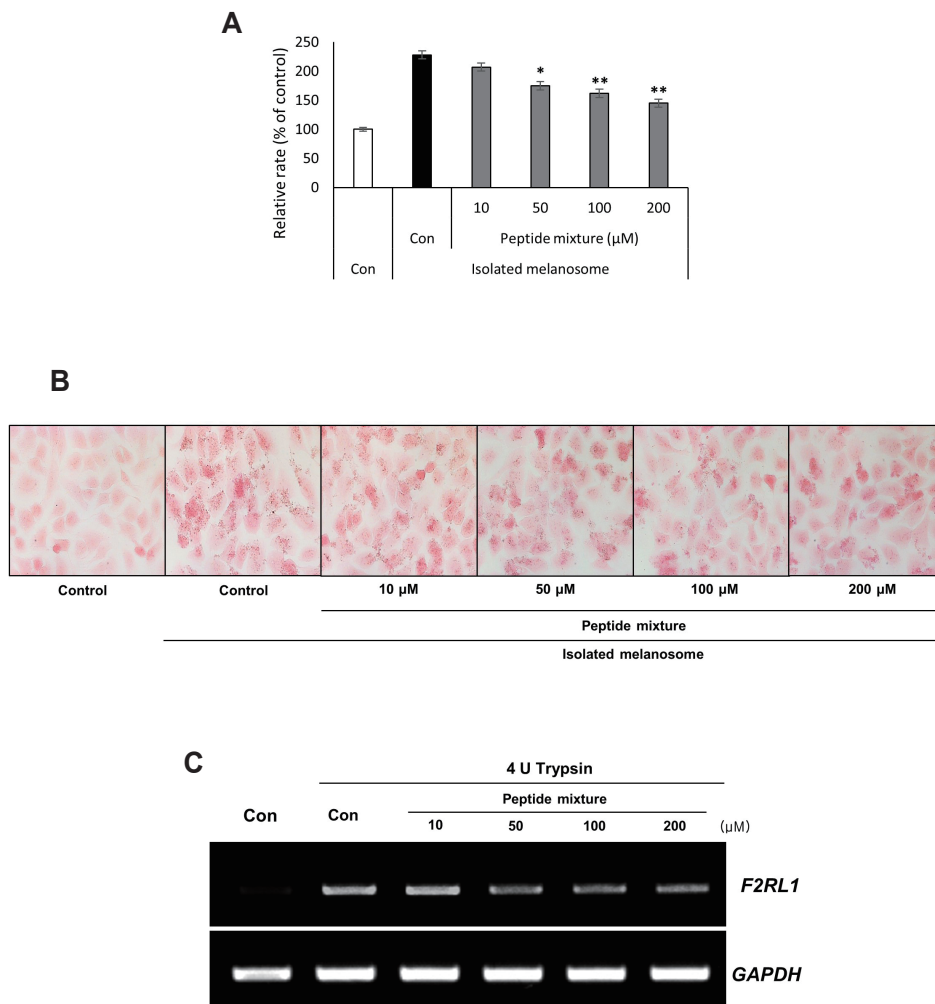 A
Relative rate (% of control)
250
200
150
100
50
0
*
**
**
10 50 100 200
Con Peptide mixture (µM)
Con Isolated melanosome
B
Control Control 10 µM 50 µM 100 µM 200 µM
Peptide mixture
Isolated melanosome
C
4 U Trypsin
Peptide mixture
Con Con 10 50 100 200 (µM)
F2RL1
GAPDH